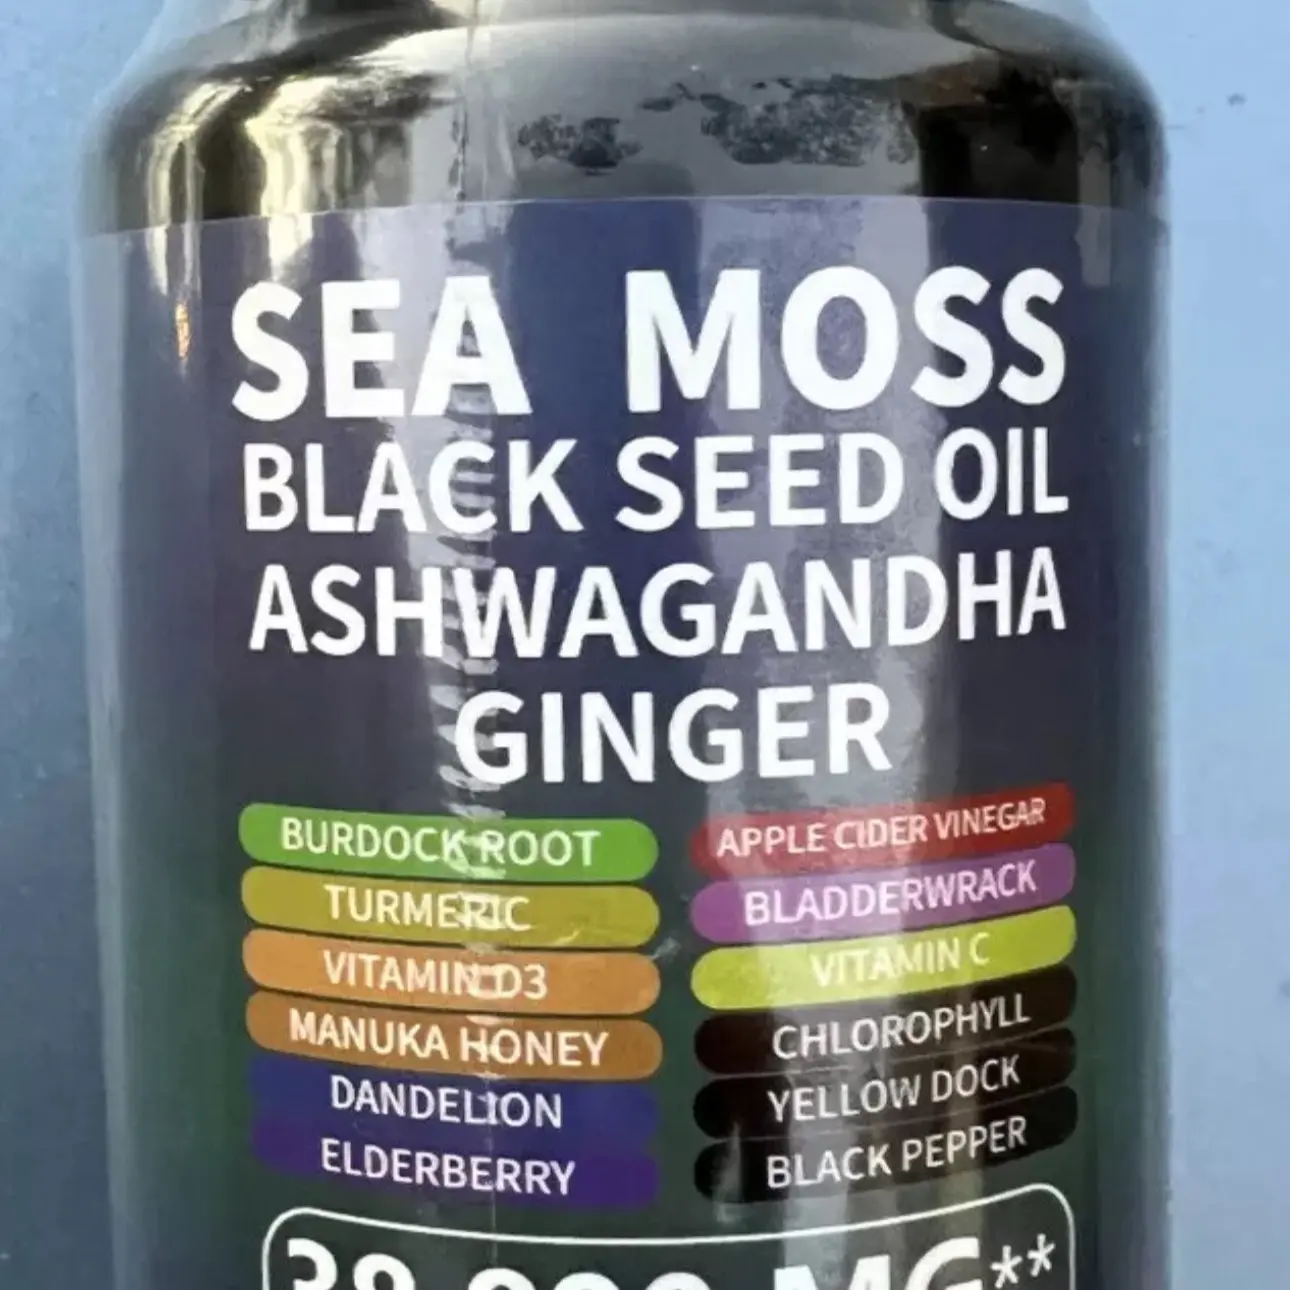 SEA MOSS
BLACK SEED OIL
ASHWAGANDHA
GINGER
BURDOCK ROOT
TURMERIC
VITAMIN D3
MANUKA HONEY
DANDELION
ELDERBERRY
APPLE CIDER VINEGAR
BLADDERWRACK
VITAMIN C
CHLOROPHYLL
YELLOW DOCK
BLACK PEPPER
MG**